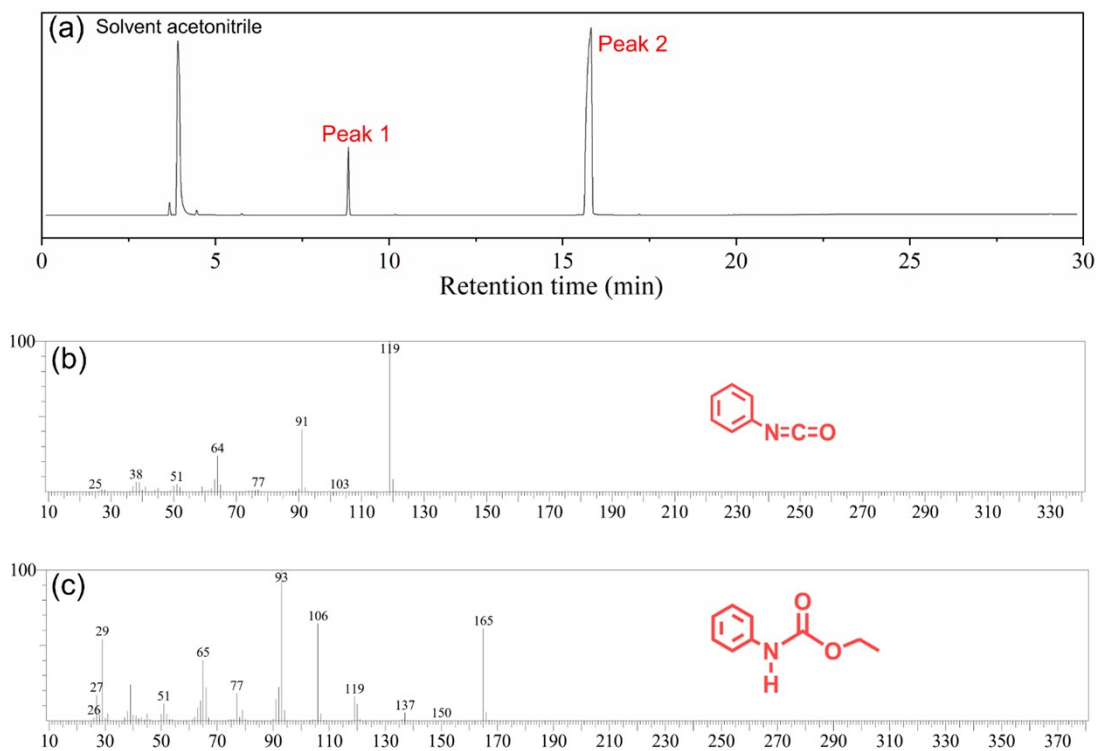 (a) Solvent acetonitrile
Peak 1
Peak 2
0 5 10 15 20 25 30
Retention time (min)
100
(b)
25 38 51 64 77 91 103 119
N=C=O
10 30 50 70 90 110 130 150 170 190 210 230 250 270 290 310 330
100
(c)
26 27 29 51 65 77 93 106 119 137 150 165
O
N
H
O
10 30 50 70 90 110 130 150 170 190 210 230 250 270 290 310 330 350 370